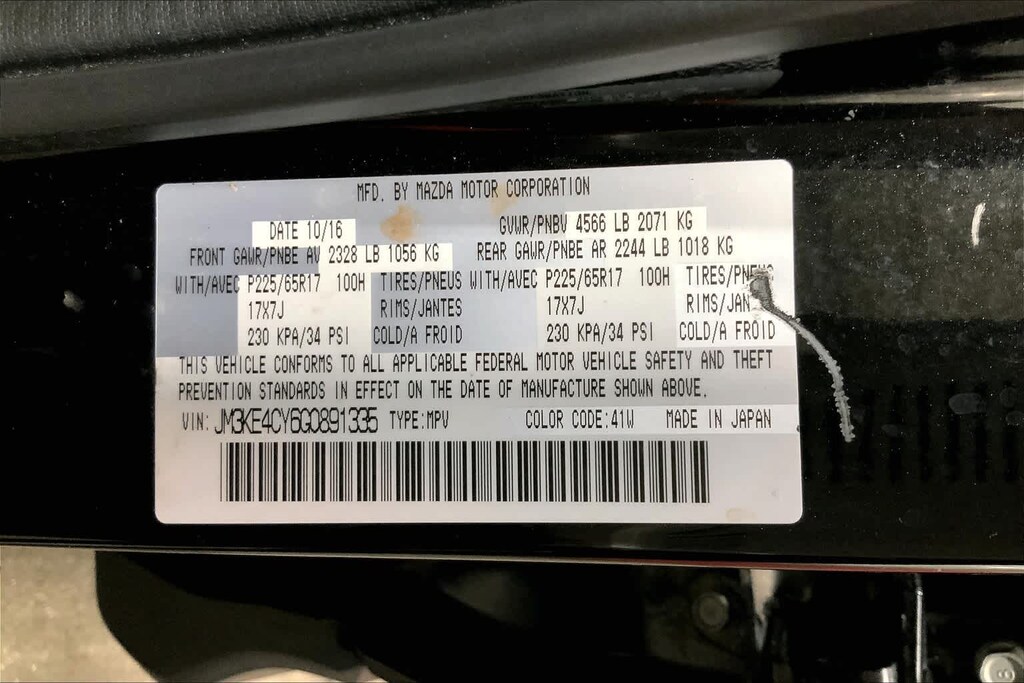 MFD. BY MAZDA MOTOR CORPORATION
DATE 10/16 GVWR/PNBV 4566 LB 2071 KG
FRONT GAWR/PNBE AV 2328 LB 1056 KG REAR GAWR/PNBE AR 2244 LB 1018 KG
WITH/AVEC P225/65R17 100H TIRES/PNEUS WITH/AVEC P225/65R17 100H TIRES/PNEUS
17X7J RIMS/JANTES 17X7J RIMS/JAN
230 KPA/34 PSI COLD/A FROID 230 KPA/34 PSI COLD/A FROID
THIS VEHICLE CONFORMS TO ALL APPLICABLE FEDERAL MOTOR VEHICLE SAFETY AND THEFT
PREVENTION STANDARDS IN EFFECT ON THE DATE OF MANUFACTURE SHOWN ABOVE.
VIN: JM3KE4CY6G0891335 TYPE:MPV COLOR CODE:41W MADE IN JAPAN